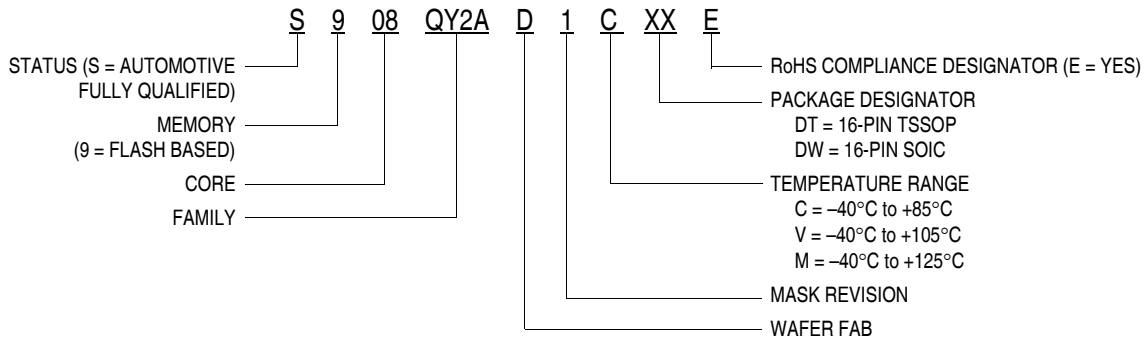 S 9 08 QY2A D 1 C XX E
STATUS (S = AUTOMOTIVE
FULLY QUALIFIED)
MEMORY
(9 = FLASH BASED)
CORE
FAMILY
RoHS COMPLIANCE DESIGNATOR (E = YES)
PACKAGE DESIGNATOR
DT = 16-PIN TSSOP
DW = 16-PIN SOIC
TEMPERATURE RANGE
C = –40°C to +85°C
V = –40°C to +105°C
M = –40°C to +125°C
MASK REVISION
WAFER FAB